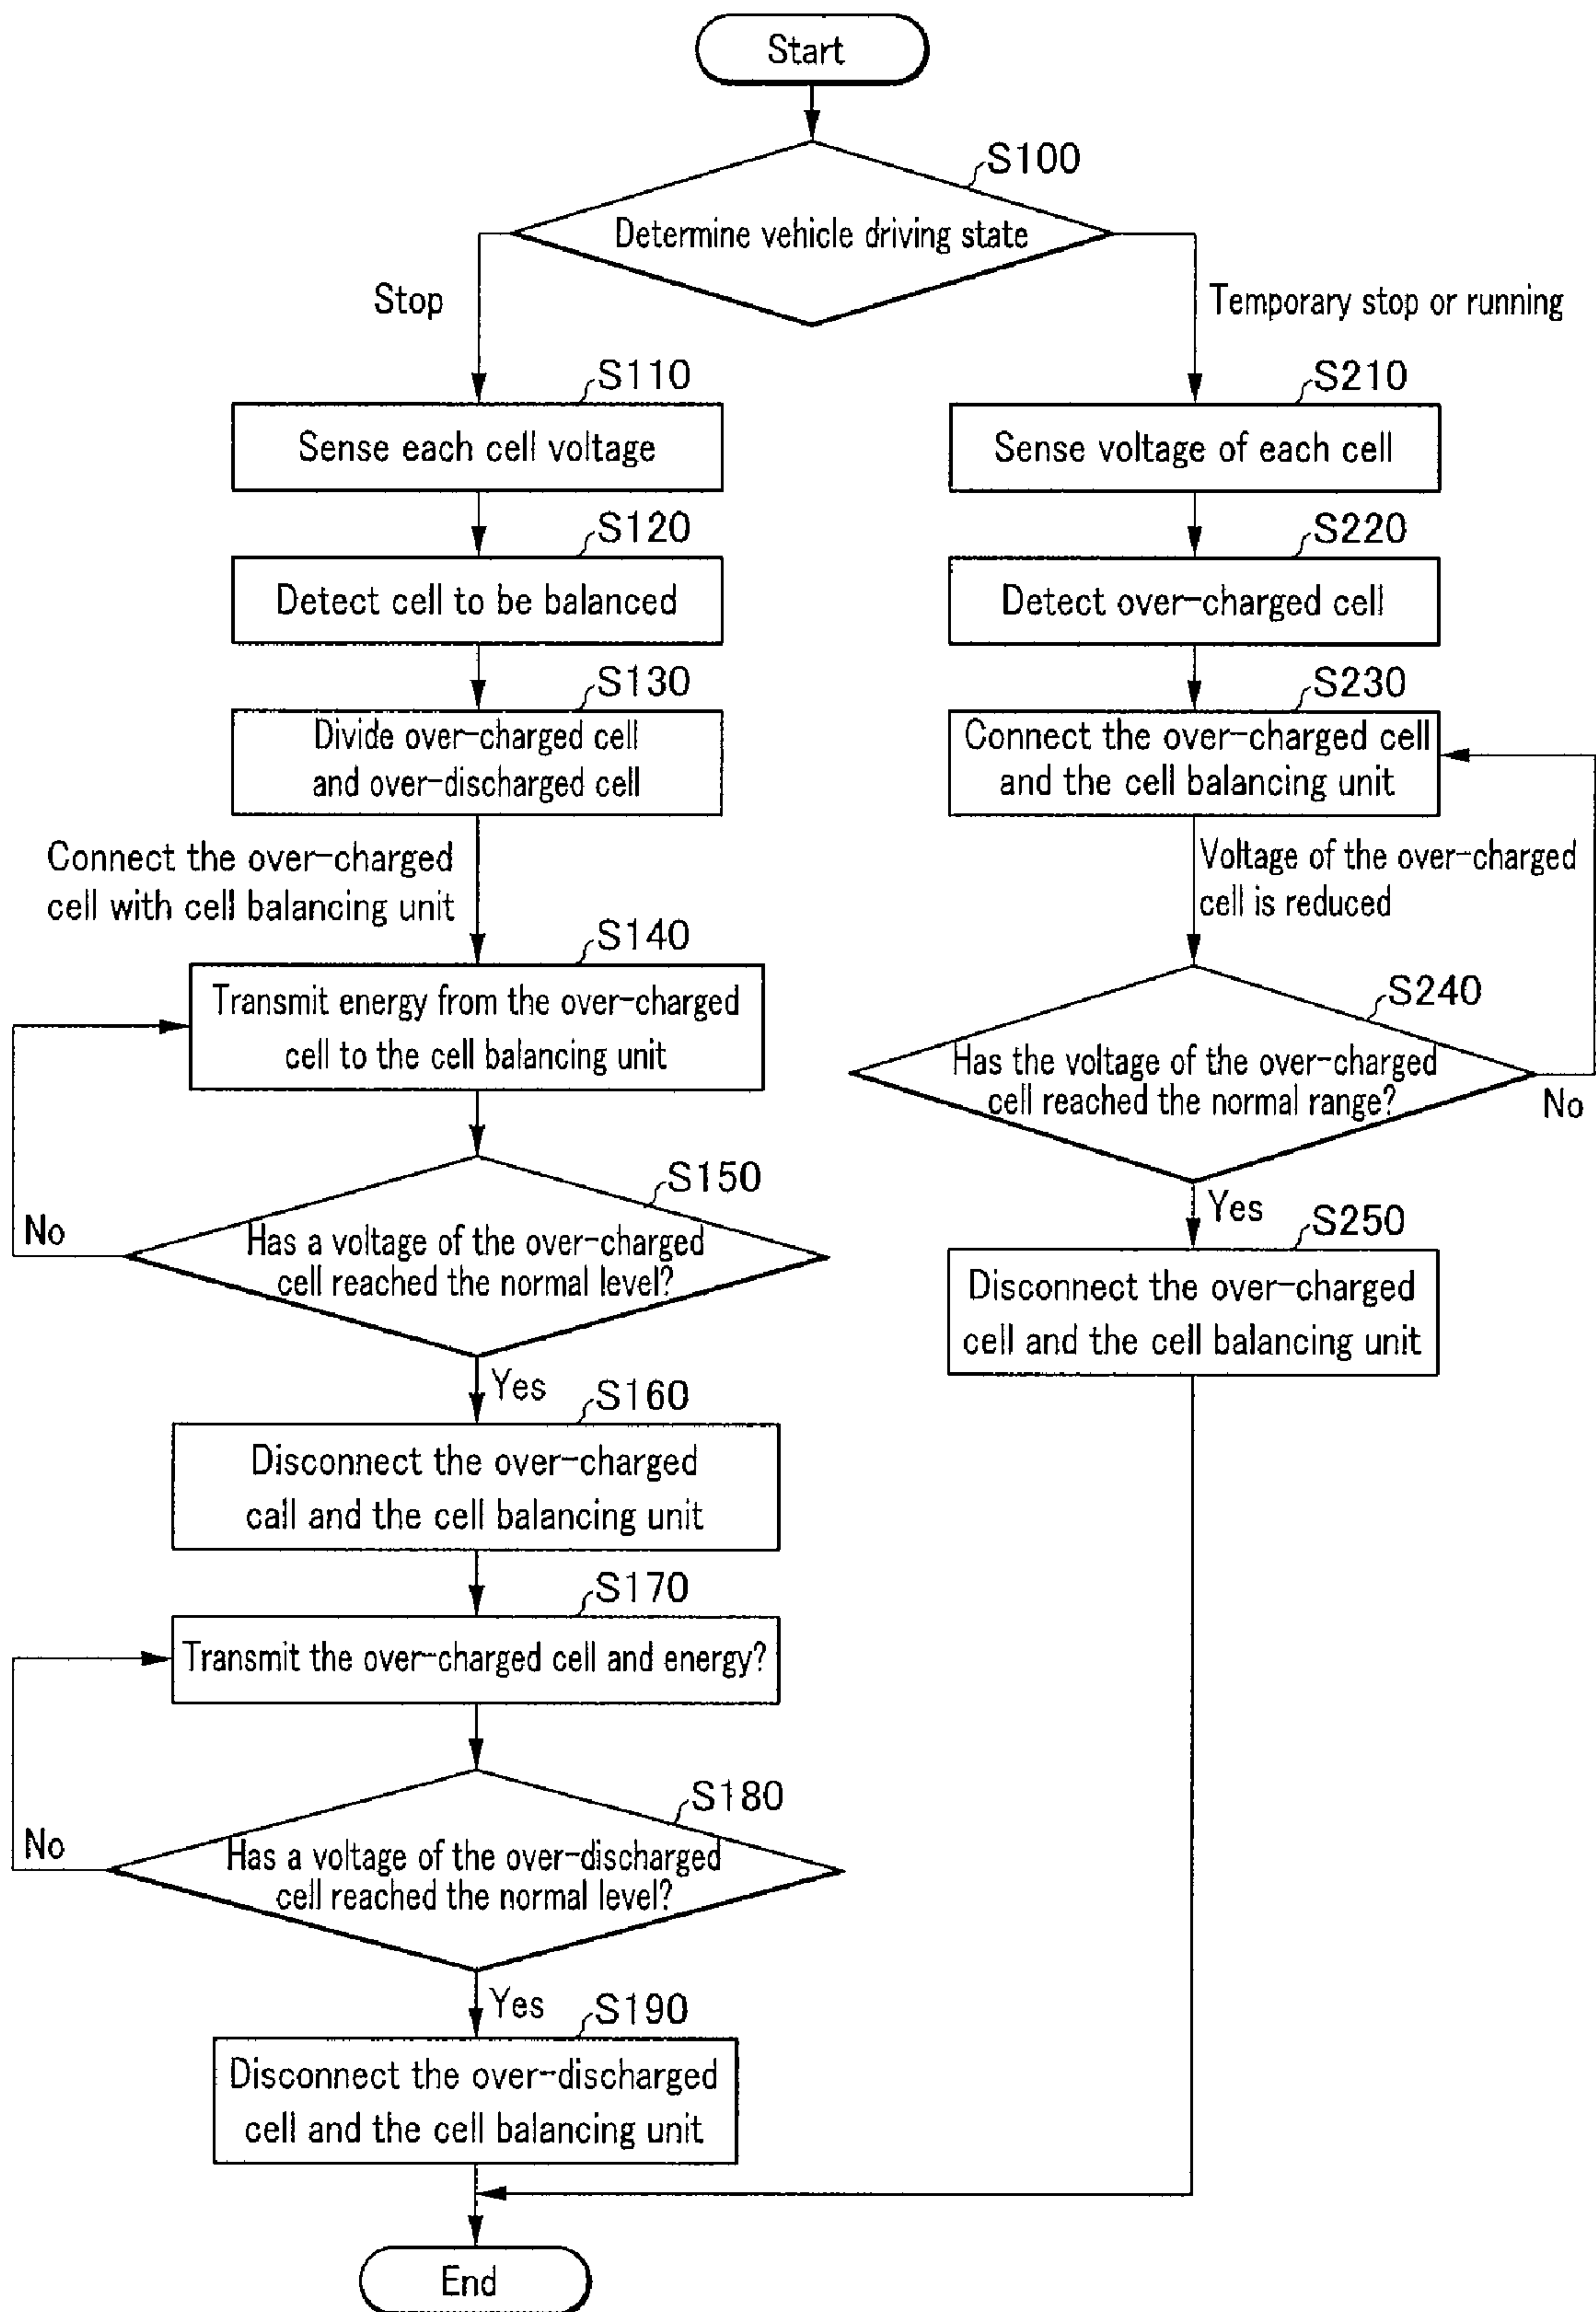 Start
S100
Determine vehicle driving state
Stop
Temporary stop or running
S110
Sense each cell voltage
S120
Detect cell to be balanced
S130
Divide over-charged cell
and over-discharged cell
Connect the over-charged
cell with cell balancing unit
S140
Transmit energy from the over-charged
cell to the cell balancing unit
S150
Has a voltage of the over-charged
cell reached the normal level?
No
Yes
S160
Disconnect the over-charged
call and the cell balancing unit
S170
Transmit the over-charged cell and energy?
S180
Has a voltage of the over-discharged
cell reached the normal level?
No
Yes
S190
Disconnect the over-discharged
cell and the cell balancing unit
S210
Sense voltage of each cell
S220
Detect over-charged cell
S230
Connect the over-charged cell
and the cell balancing unit
Voltage of the over-charged
cell is reduced
S240
Has the voltage of the over-charged
cell reached the normal range?
No
Yes
S250
Disconnect the over-charged
cell and the cell balancing unit
End